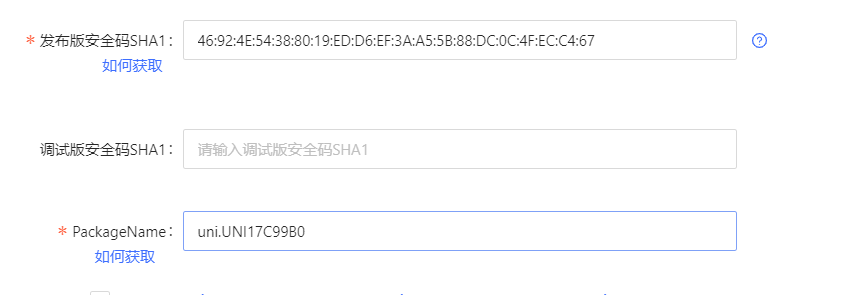 * 发布版安全码SHA1: 46:92:4E:54:38:80:19:ED:D6:EF:3A:A5:5B:88:DC:0C:4F:EC:C4:67 ?
如何获取
调试版安全码SHA1: 请输入调试版安全码SHA1
* PackageName: uni.UNI17C99B0
如何获取